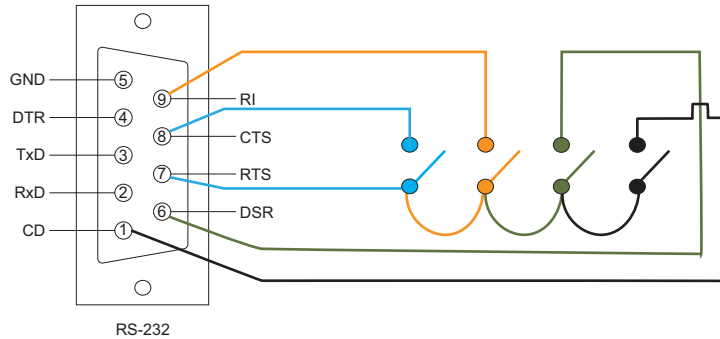 GND 5
9 RI
DTR 4
8 CTS
TxD 3
7 RTS
RxD 2
6 DSR
CD 1
RS-232